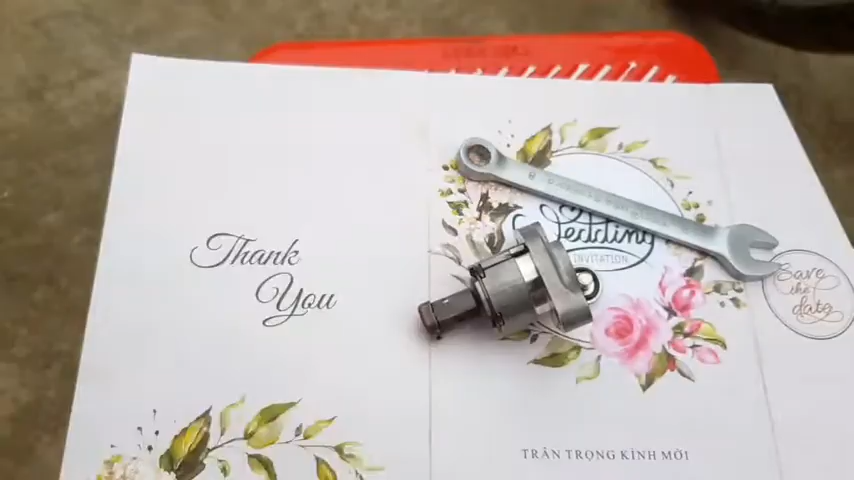 Thank
You
Wedding
INVITATION
Save
the
date
TRÂN TRỌNG KÍNH MỜI